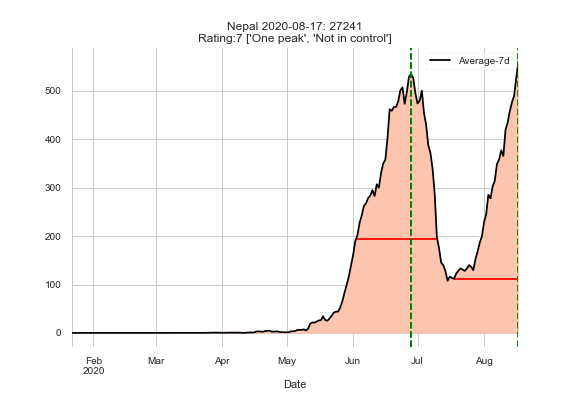 Nepal 2020-08-17: 27241
Rating:7 ['One peak', 'Not in control']
Average-7d
500
400
300
200
100
0
Feb
2020
Mar
Apr
May
Jun
Jul
Aug
Date